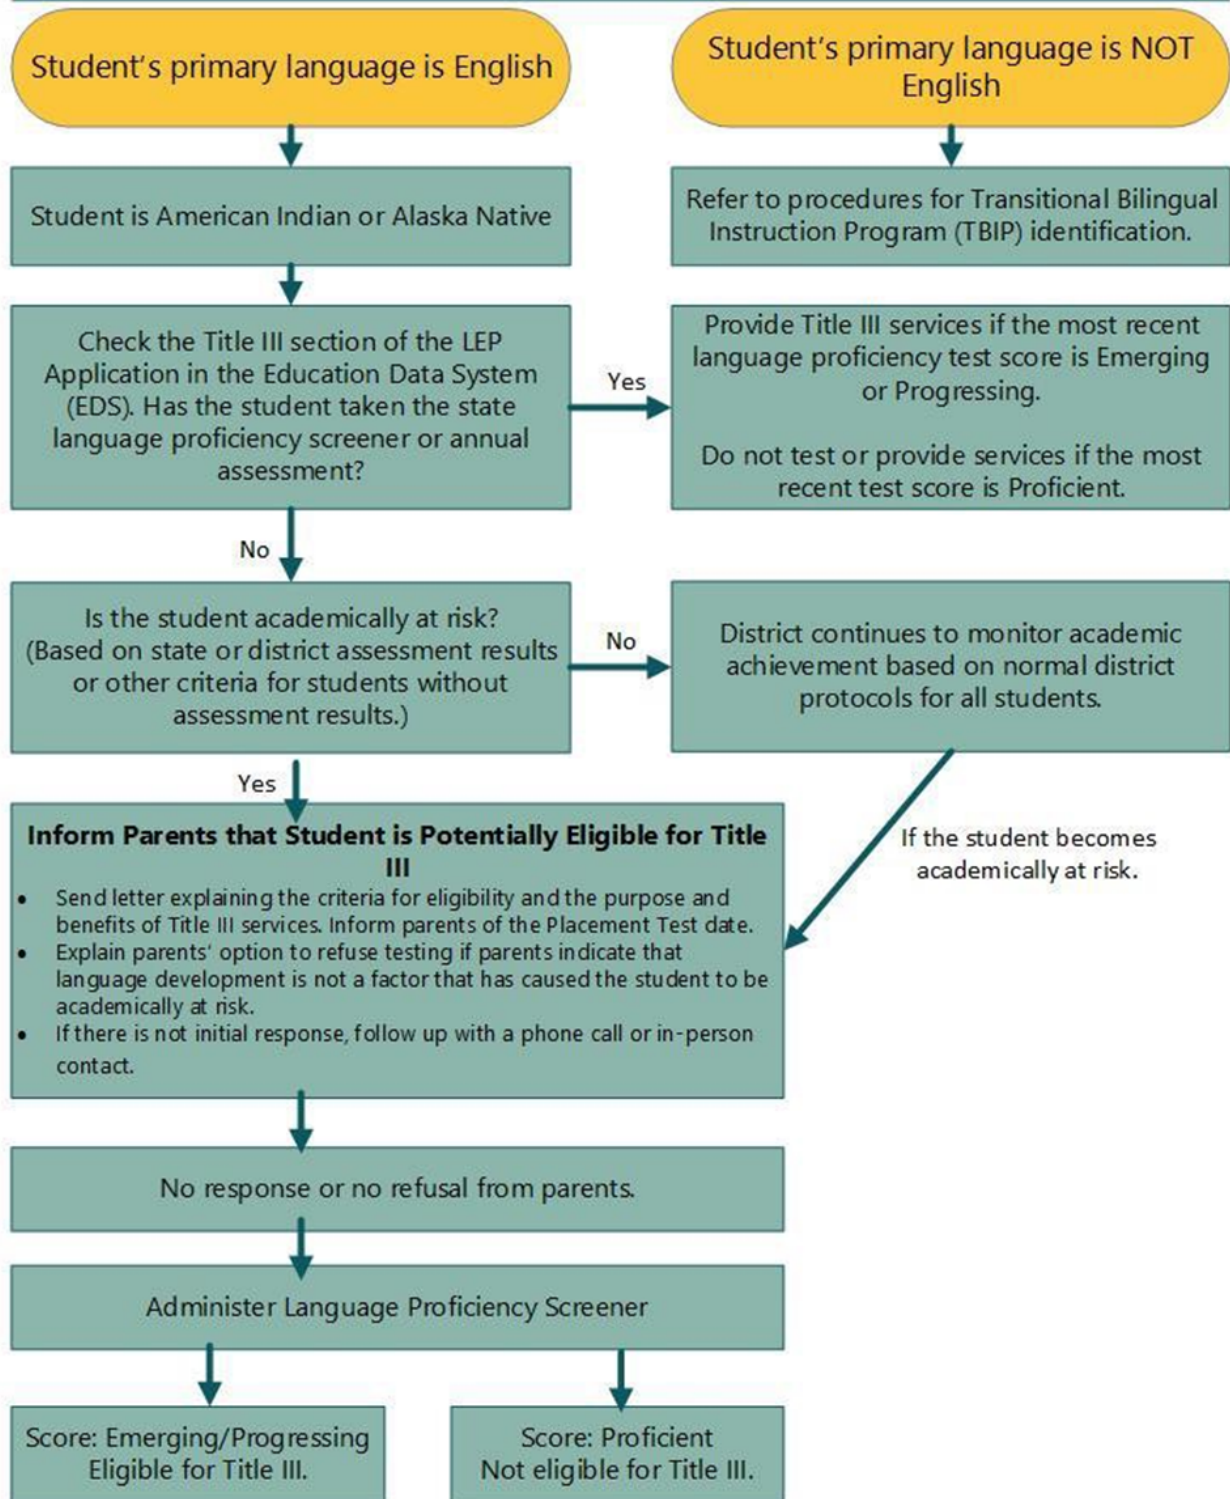 Student's primary language is English
Student's primary language is NOT
English
Student is American Indian or Alaska Native
Refer to procedures for Transitional Bilingual
Instruction Program (TBIP) identification.
Check the Title III section of the LEP
Application in the Education Data System
(EDS). Has the student taken the state
language proficiency screener or annual
assessment?
Yes
Provide Title III services if the most recent
language proficiency test score is Emerging
or Progressing.
Do not test or provide services if the most
recent test score is Proficient.
No
Is the student academically at risk?
(Based on state or district assessment results
or other criteria for students without
assessment results.)
No
District continues to monitor academic
achievement based on normal district
protocols for all students.
Yes
If the student becomes
academically at risk.
Inform Parents that Student is Potentially Eligible for Title
III
• Send letter explaining the criteria for eligibility and the purpose and
benefits of Title III services. Inform parents of the Placement Test date.
• Explain parents' option to refuse testing if parents indicate that
language development is not a factor that has caused the student to be
academically at risk.
• If there is not initial response, follow up with a phone call or in-person
contact.
No response or no refusal from parents.
Administer Language Proficiency Screener
Score: Emerging/Progressing
Eligible for Title III.
Score: Proficient
Not eligible for Title III.